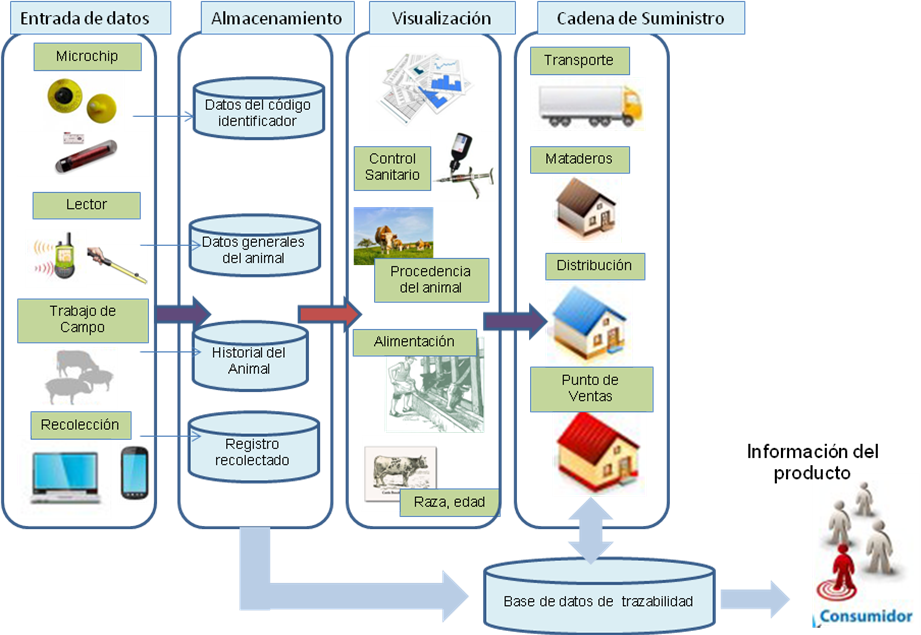 Entrada de datos
Almacenamiento
Visualización
Cadena de Suministro
Microchip
Lector
Trabajo de
Campo
Recolección
Datos del código
identificador
Datos generales
del animal
Historial del
Animal
Registro
recolectado
Control
Sanitario
Procedencia
del animal
Alimentación
Raza, edad
Transporte
Mataderos
Distribución
Punto de
Ventas
Base de datos de trazabilidad
Información del
producto
Consumidor